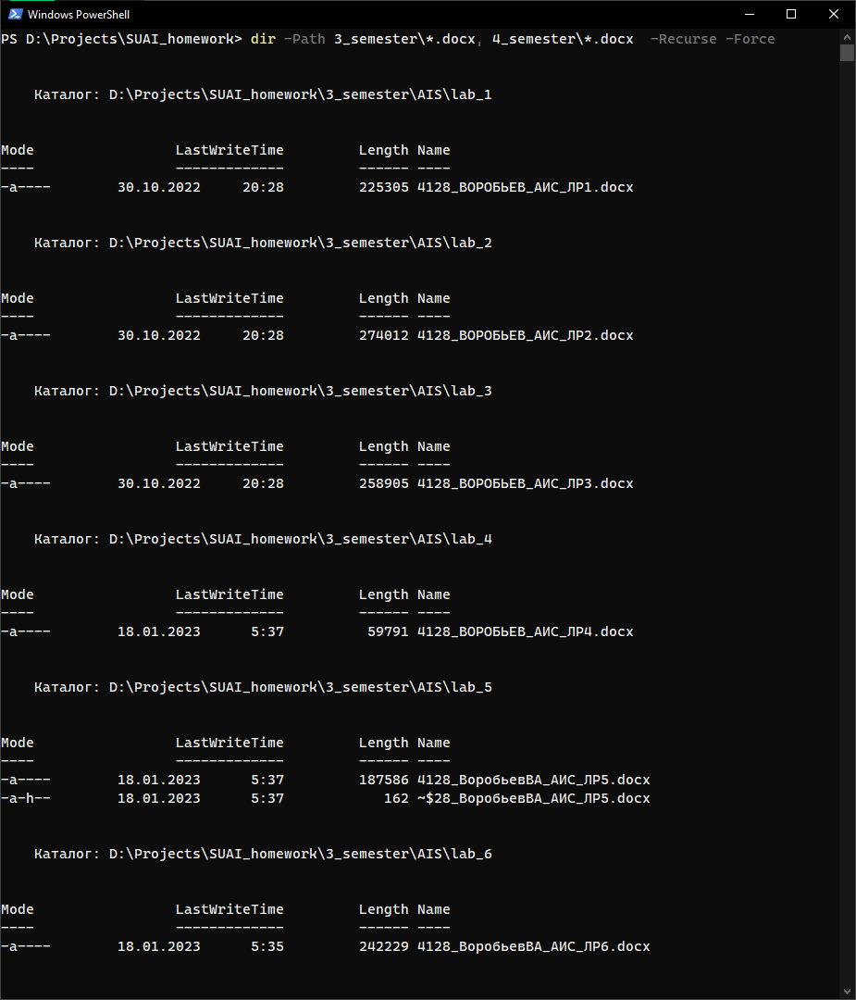 Windows PowerShell
PS D:\Projects\SUAI_homework> dir -Path 3_semester\*.docx, 4_semester\*.docx  -Recurse -Force
Каталог: D:\Projects\SUAI_homework\3_semester\AIS\lab_1
Mode                 LastWriteTime         Length Name
----                 -------------         ------ ----
-a----        30.10.2022     20:28         225305 4128_ВОРОБЬЕВ_АИС_ЛР1.docx
Каталог: D:\Projects\SUAI_homework\3_semester\AIS\lab_2
Mode                 LastWriteTime         Length Name
----                 -------------         ------ ----
-a----        30.10.2022     20:28         274012 4128_ВОРОБЬЕВ_АИС_ЛР2.docx
Каталог: D:\Projects\SUAI_homework\3_semester\AIS\lab_3
Mode                 LastWriteTime         Length Name
----                 -------------         ------ ----
-a----        30.10.2022     20:28         258905 4128_ВОРОБЬЕВ_АИС_ЛР3.docx
Каталог: D:\Projects\SUAI_homework\3_semester\AIS\lab_4
Mode                 LastWriteTime         Length Name
----                 -------------         ------ ----
-a----        18.01.2023      5:37          59791 4128_ВОРОБЬЕВ_АИС_ЛР4.docx
Каталог: D:\Projects\SUAI_homework\3_semester\AIS\lab_5
Mode                 LastWriteTime         Length Name
----                 -------------         ------ ----
-a----        18.01.2023      5:37         187586 4128_ВоробьевВА_АИС_ЛР5.docx
-a-h--        18.01.2023      5:37            162 ~$28_ВоробьевВА_АИС_ЛР5.docx
Каталог: D:\Projects\SUAI_homework\3_semester\AIS\lab_6
Mode                 LastWriteTime         Length Name
----                 -------------         ------ ----
-a----        18.01.2023      5:35         242229 4128_ВоробьевВА_АИС_ЛР6.docx